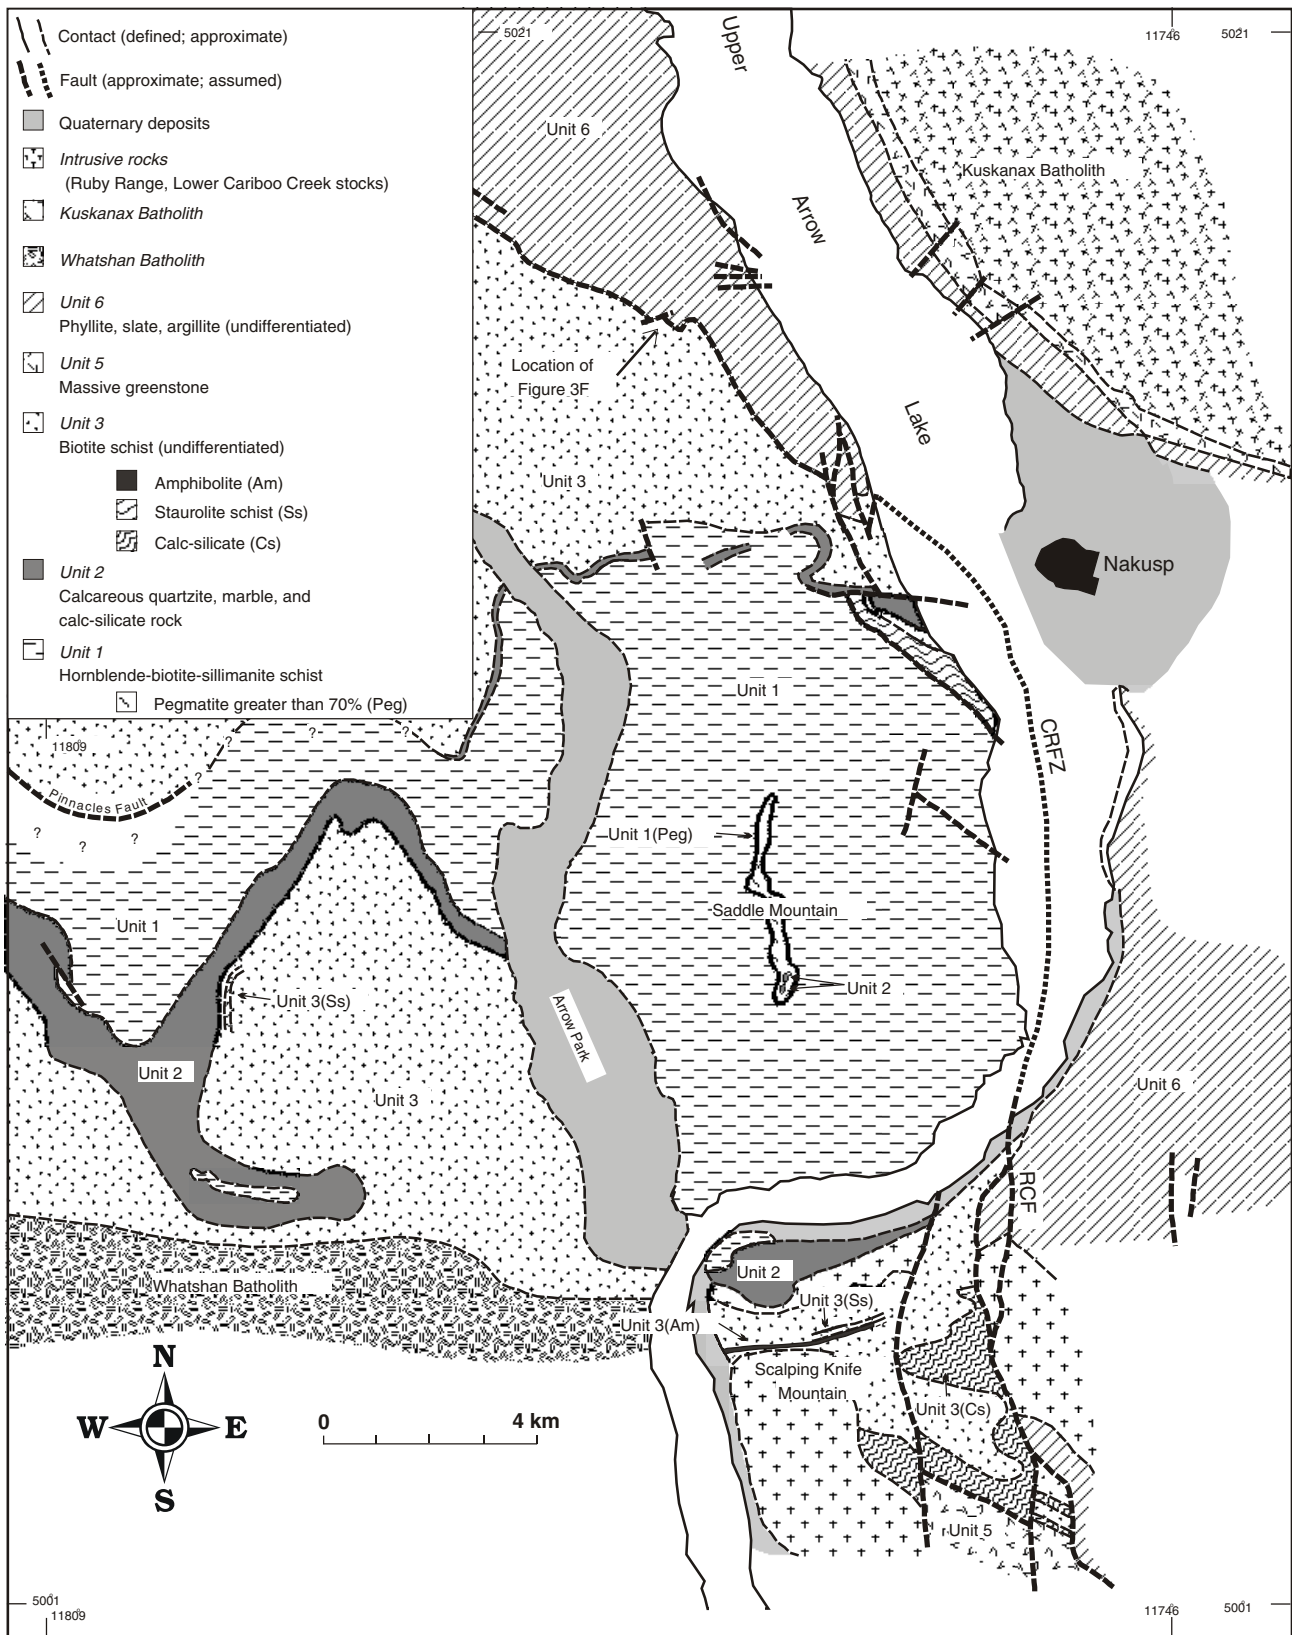 Contact (defined; approximate)
Fault (approximate; assumed)
Quaternary deposits
Intrusive rocks
(Ruby Range, Lower Cariboo Creek stocks)
Kuskanax Batholith
Whatshan Batholith
Unit 6
Phyllite, slate, argillite (undifferentiated)
Unit 5
Massive greenstone
Unit 3
Biotite schist (undifferentiated)
Amphibolite (Am)
Staurolite schist (Ss)
Calc-silicate (Cs)
Unit 2
Calcareous quartzite, marble, and
calc-silicate rock
Unit 1
Hornblende-biotite-sillimanite schist
Pegmatite greater than 70% (Peg)
5021
11746
5021
Upper
Arrow
Lake
Unit 6
Kuskanax Batholith
Location of
Figure 3F
Unit 3
Nakusp
Unit 1
CRFZ
11809
Pinnacles Fault
?
?
?
?
?
?
?
Unit 1(Peg)
Saddle Mountain
Unit 2
Unit 1
Unit 3(Ss)
Arrow Park
Unit 2
Unit 3
Unit 6
RCF
Whatshan Batholith
Unit 2
Unit 3(Ss)
Unit 3(Am)
Scalping Knife
Mountain
Unit 3(Cs)
Unit 5
N
W
E
S
0
4 km
5001
11809
11746
5001